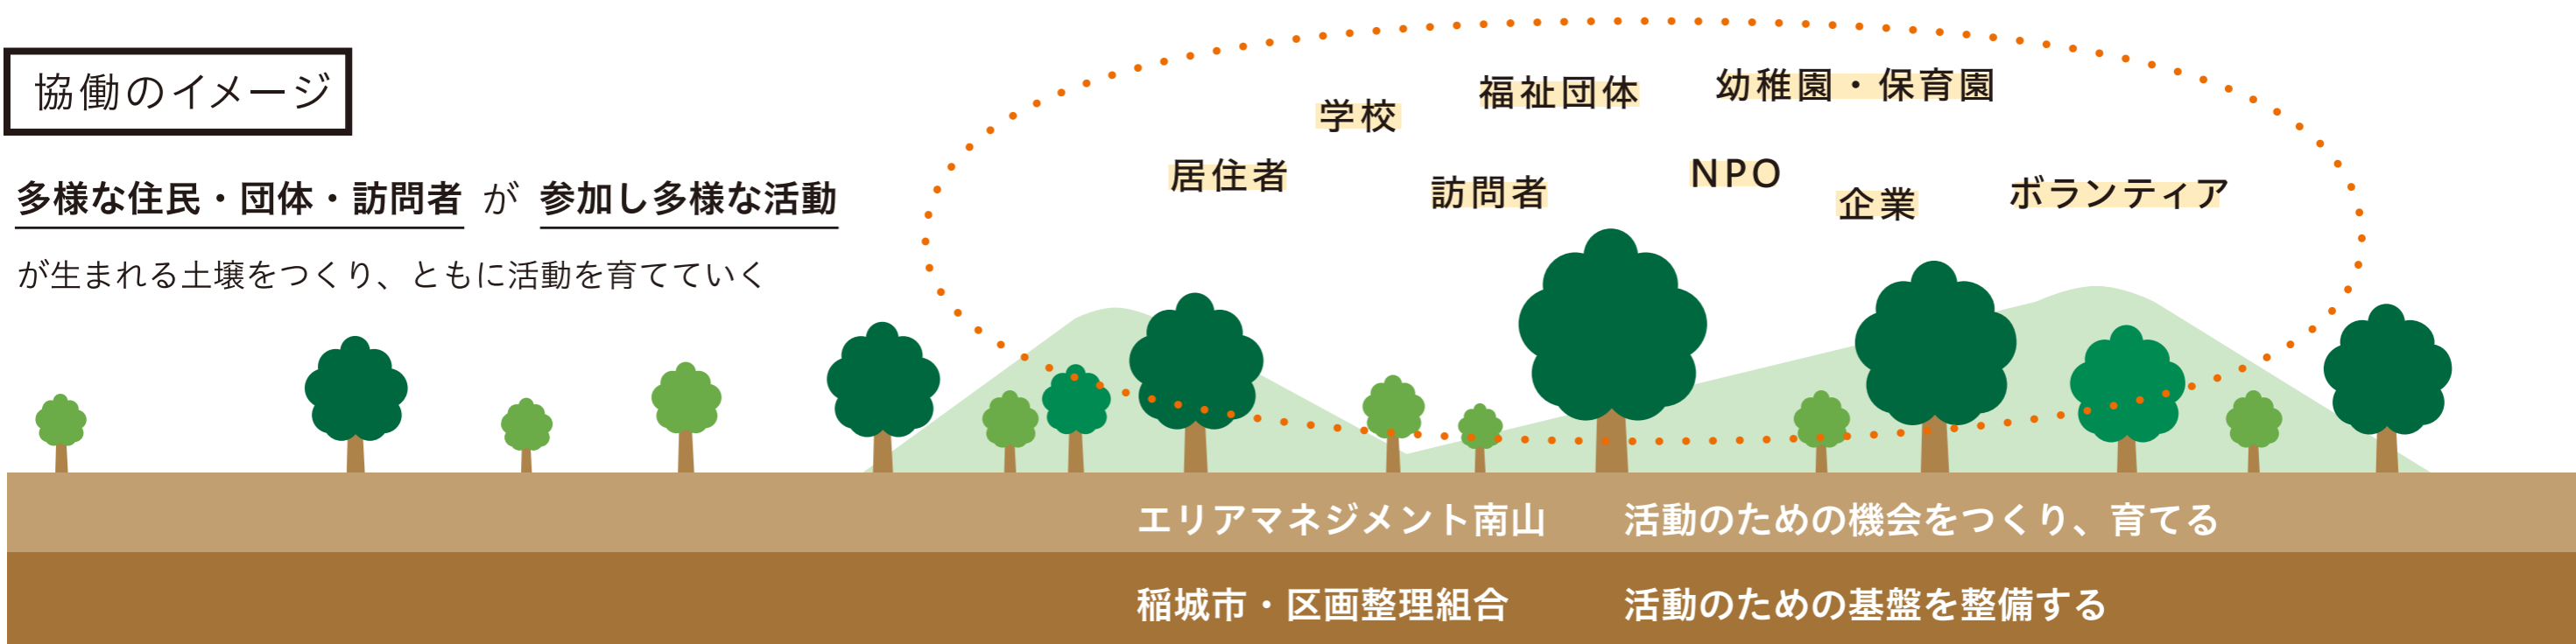 協働のイメージ
多様な住民・団体・訪問者 が 参加し多様な活動
が生まれる土壌をつくり、ともに活動を育てていく
学校
福祉団体
幼稚園・保育園
居住者
訪問者
NPO
企業
ボランティア
エリアマネジメント南山 活動のための機会をつくり、育てる
稲城市・区画整理組合 活動のための基盤を整備する